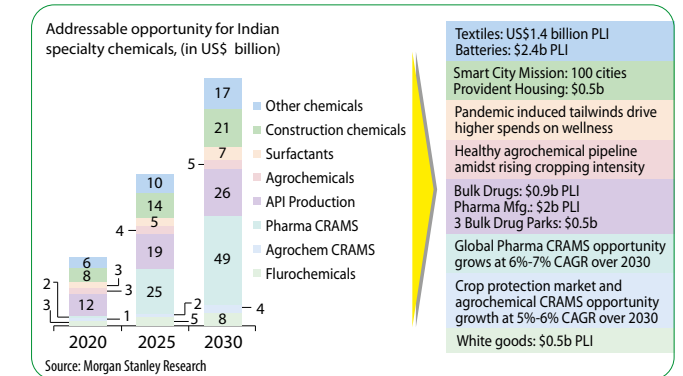 Addressable opportunity for Indian
specialty chemicals, (in US$ billion)
17
21
7
5
26
49
4
8
10
14
5
4
19
25
2
5
6
8
3
2
3
12
3
1
2020
2025
2030
Other chemicals
Construction chemicals
Surfactants
Agrochemicals
API Production
Pharma CRAMS
Agrochem CRAMS
Flurochemicals
Source: Morgan Stanley Research
Textiles: US$1.4 billion PLI
Batteries: $2.4b PLI
Smart City Mission: 100 cities
Provident Housing: $0.5b
Pandemic induced tailwinds drive
higher spends on wellness
Healthy agrochemical pipeline
amidst rising cropping intensity
Bulk Drugs: $0.9b PLI
Pharma Mfg.: $2b PLI
3 Bulk Drug Parks: $0.5b
Global Pharma CRAMS opportunity
grows at 6%-7% CAGR over 2030
Crop protection market and
agrochemical CRAMS opportunity
growth at 5%-6% CAGR over 2030
White goods: $0.5b PLI